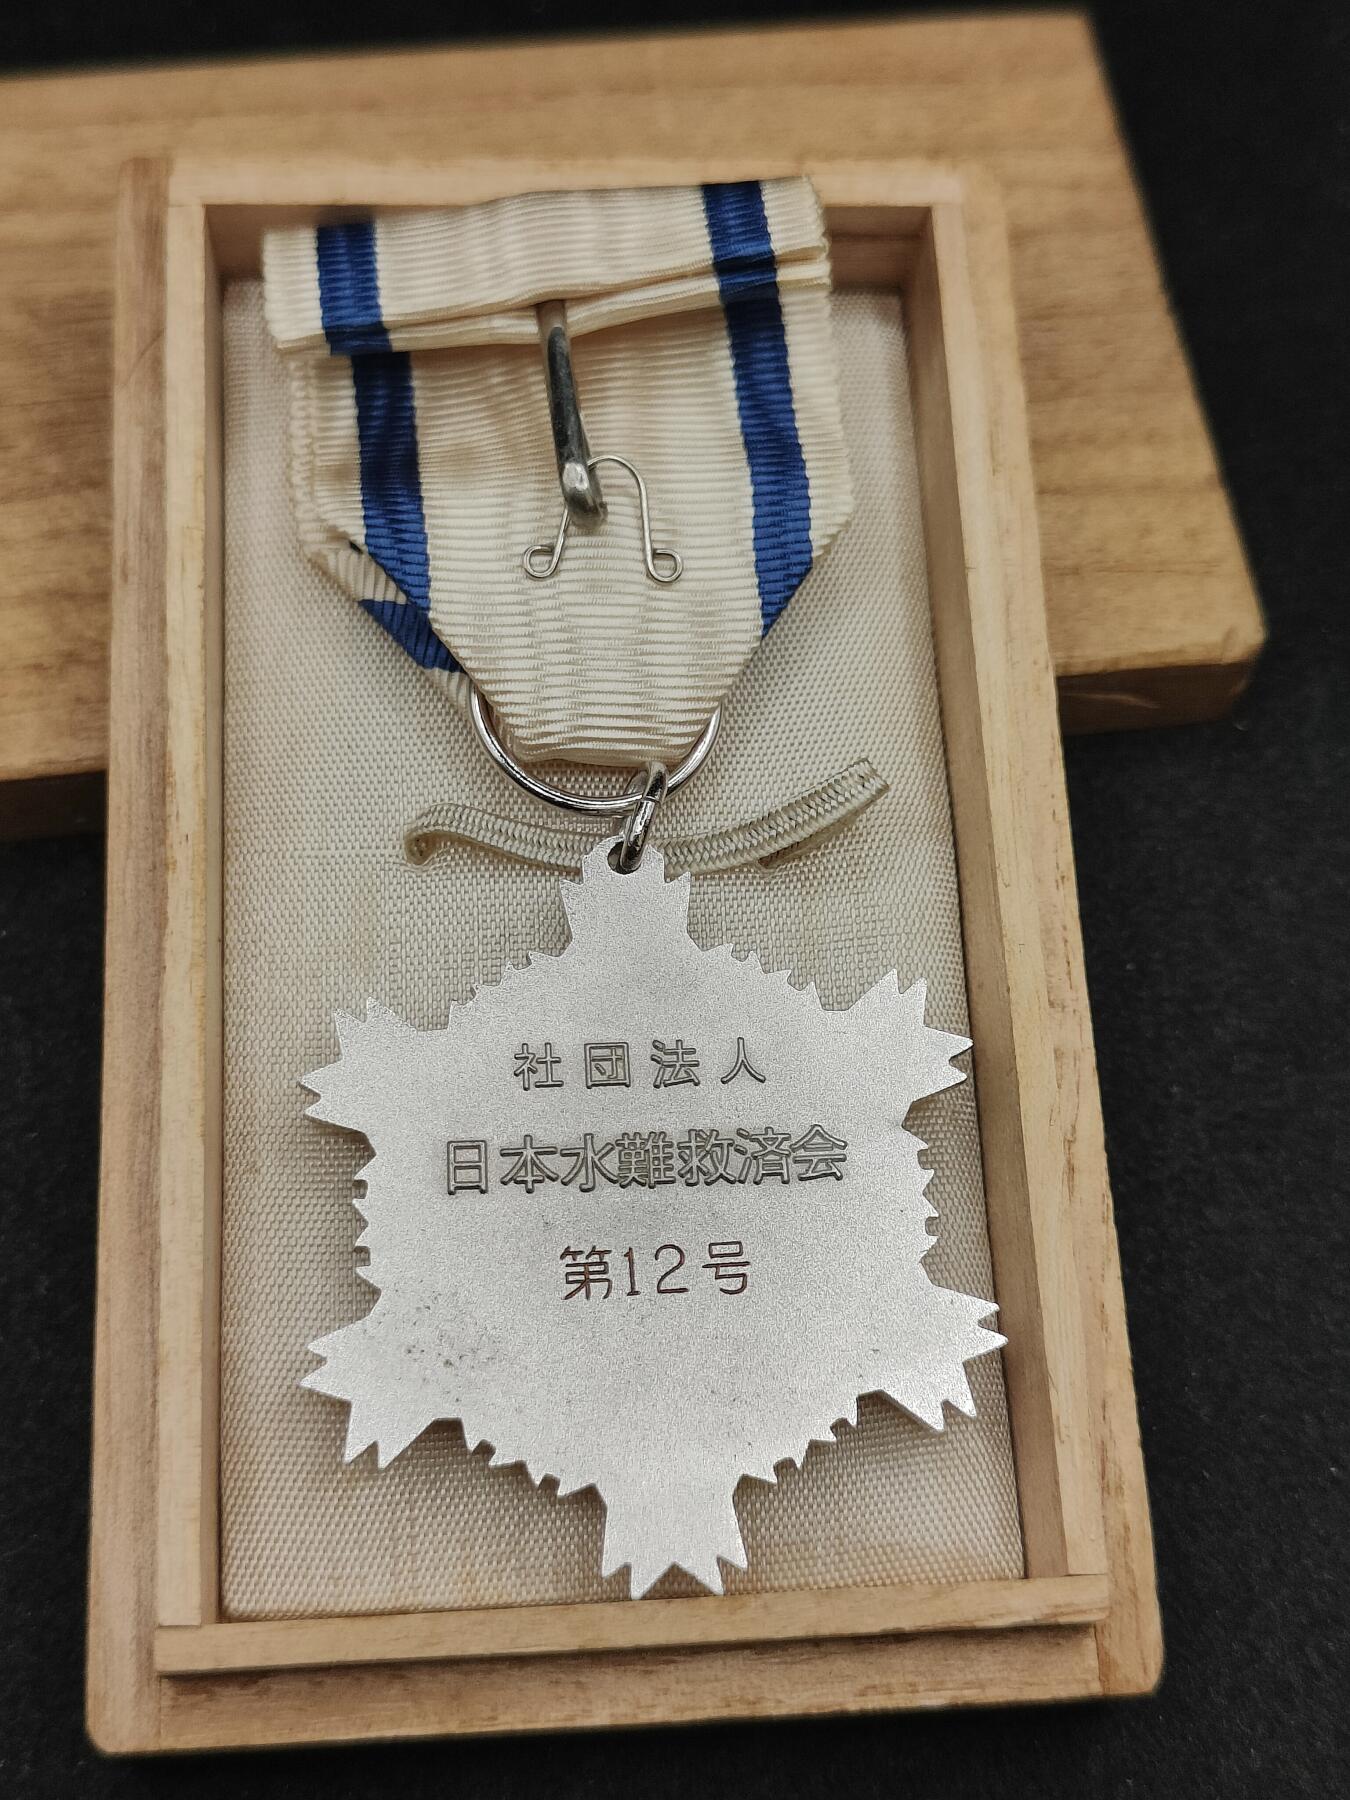 社団法人
日本水難救済会
第12号